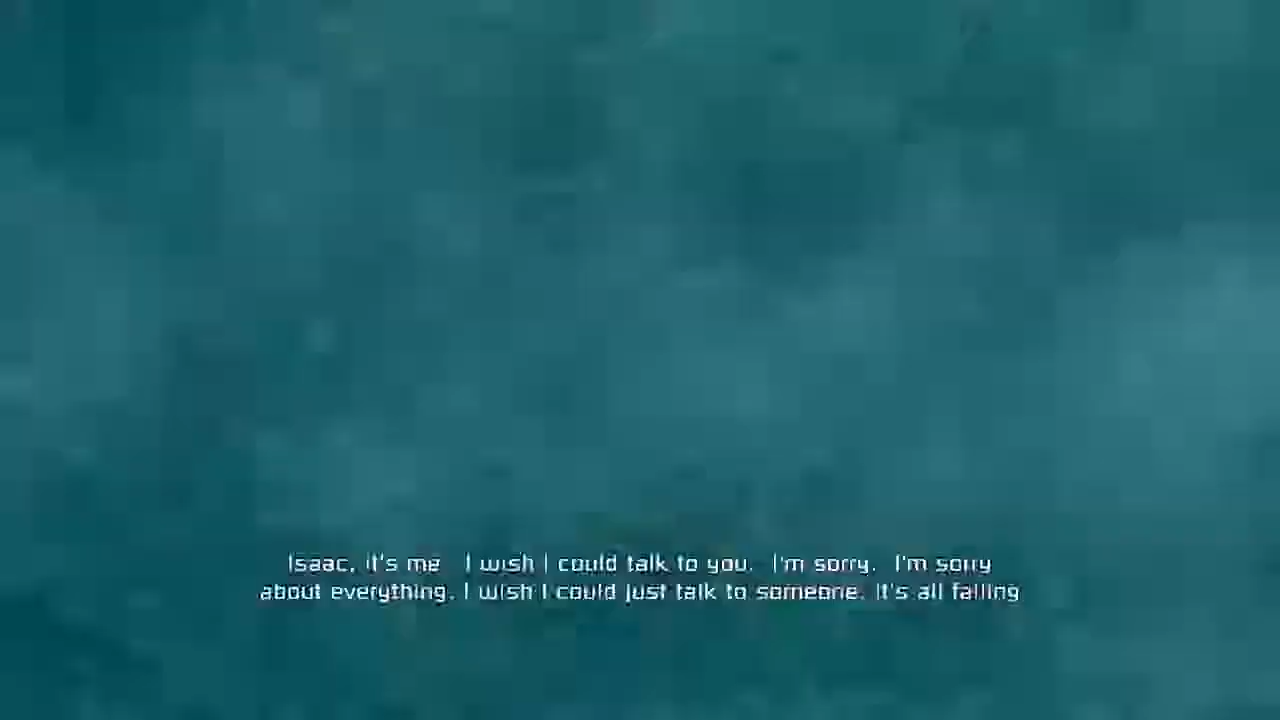 Isaac, it's me I wish I could talk to you. I'm sorry. I'm sorry
about everything. I wish I could just talk to someone. It's all falling